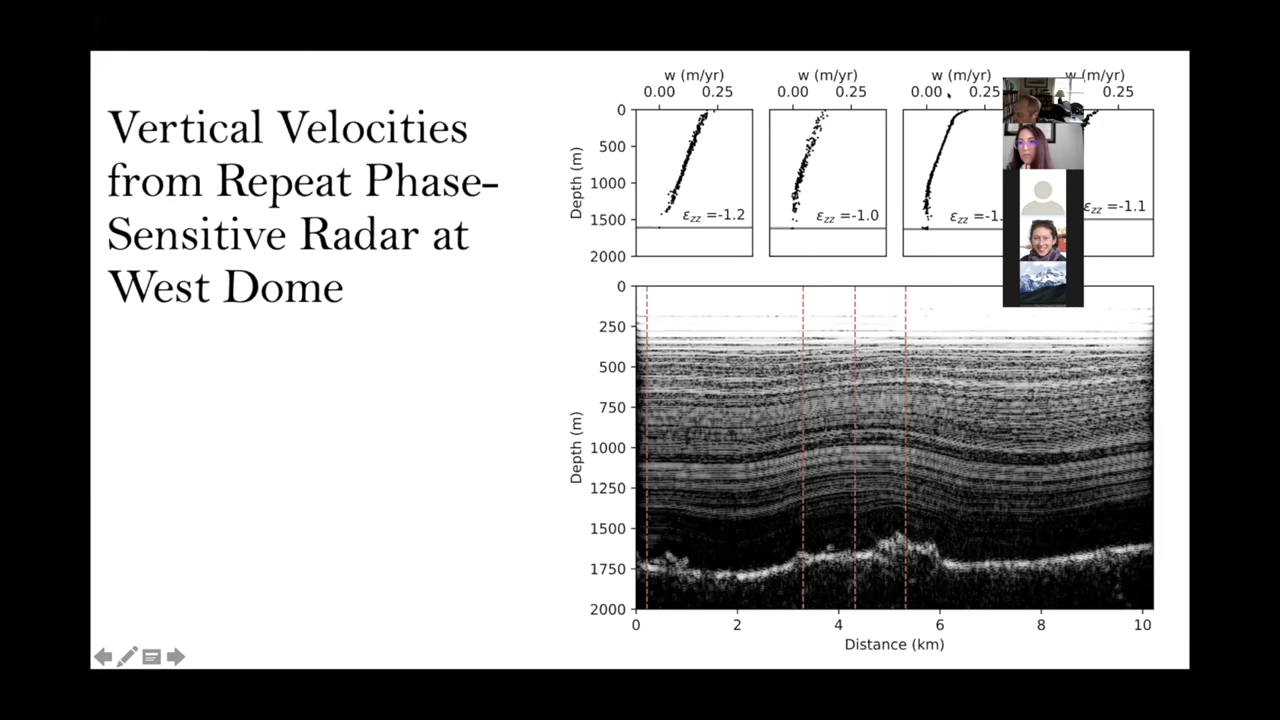 Vertical Velocities
from Repeat Phase-
Sensitive Radar at
West Dome
w (m/yr) w (m/yr) w (m/yr) w (m/yr)
0.00 0.25 0.00 0.25 0.00 0.25 0.25
0
500
1000
1500
2000
Depth (m)
εzz =-1.2 εzz =-1.0 εzz =-1. εzz =-1.1
0
250
500
750
1000
1250
1500
1750
2000
Depth (m)
0 2 4 6 8 10
Distance (km)